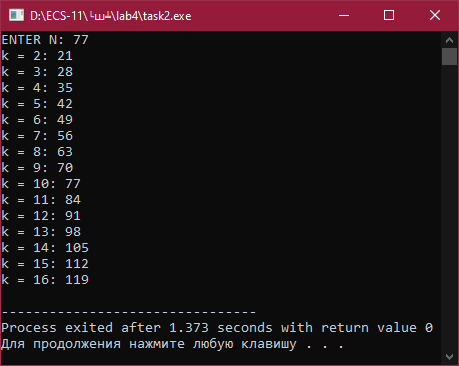 D:\ECS-11\└ш┴\lab4\task2.exe
ENTER N: 77
k = 2: 21
k = 3: 28
k = 4: 35
k = 5: 42
k = 6: 49
k = 7: 56
k = 8: 63
k = 9: 70
k = 10: 77
k = 11: 84
k = 12: 91
k = 13: 98
k = 14: 105
k = 15: 112
k = 16: 119
--------------------------------
Process exited after 1.373 seconds with return value 0
Для продолжения нажмите любую клавишу . . .